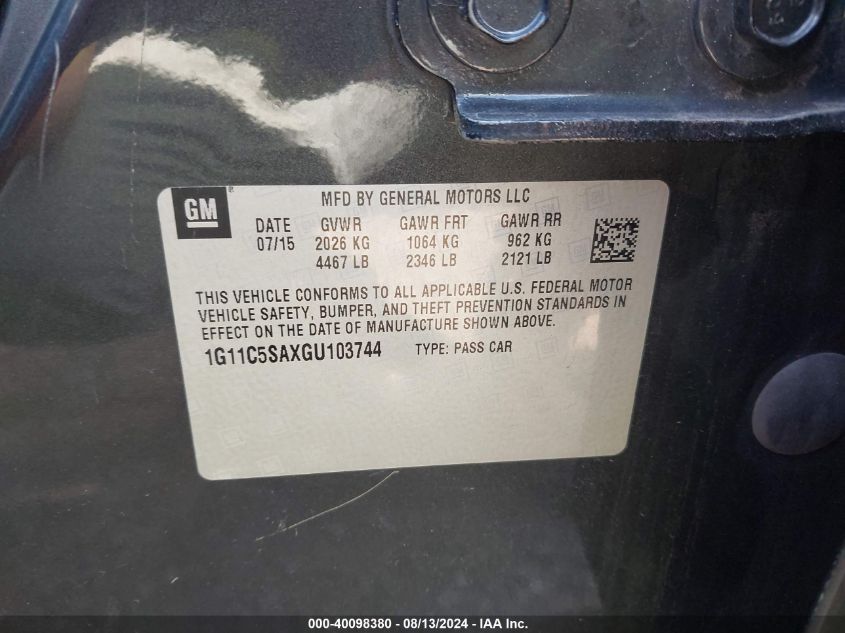 GM
MFD BY GENERAL MOTORS LLC
DATE GVWR GAWR FRT GAWR RR
07/15 2026 KG 1064 KG 962 KG
4467 LB 2346 LB 2121 LB
THIS VEHICLE CONFORMS TO ALL APPLICABLE U.S. FEDERAL MOTOR
VEHICLE SAFETY, BUMPER, AND THEFT PREVENTION STANDARDS IN
EFFECT ON THE DATE OF MANUFACTURE SHOWN ABOVE.
1G11C5SAXGU103744 TYPE: PASS CAR
000-40098380 / 08/13/2024 - IAA Inc.